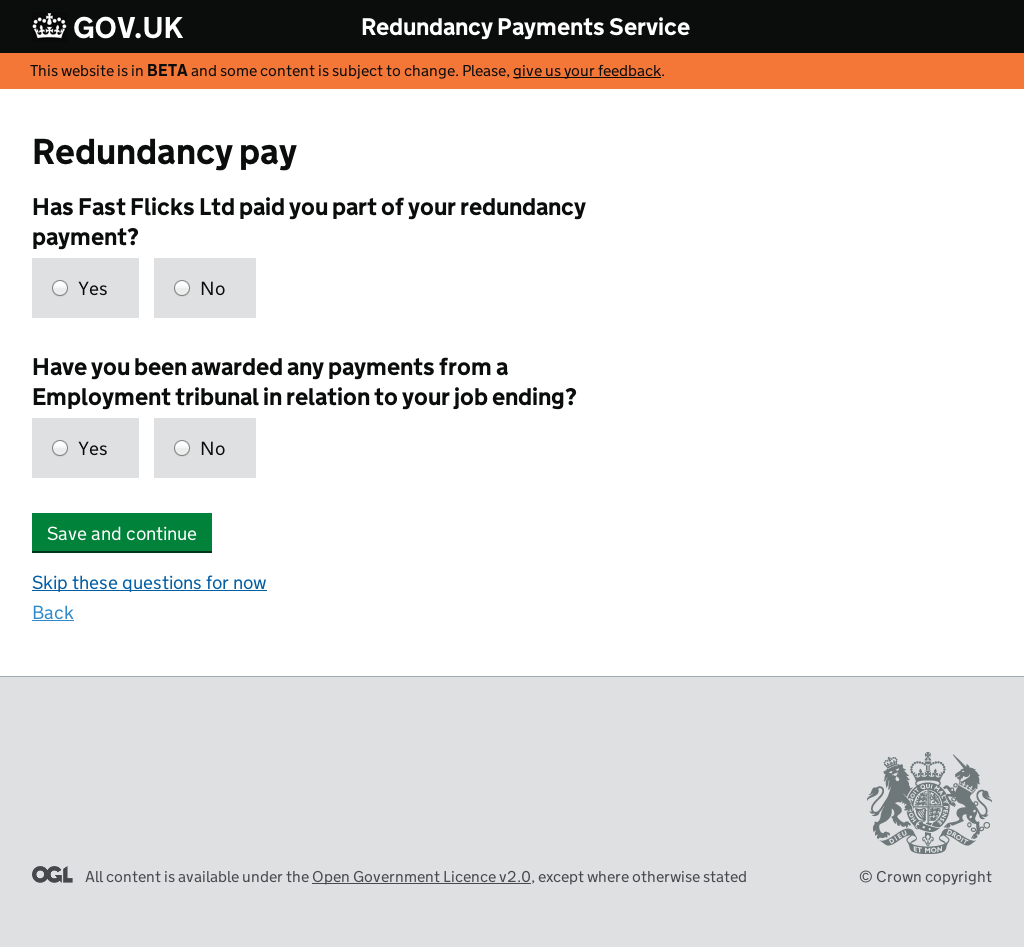 GOV.UK Redundancy Payments Service
This website is in BETA and some content is subject to change. Please, give us your feedback.
Redundancy pay
Has Fast Flicks Ltd paid you part of your redundancy
payment?
Yes No
Have you been awarded any payments from a
Employment tribunal in relation to your job ending?
Yes No
Save and continue
Skip these questions for now
Back
DIEU ET MON DROIT
OGL All content is available under the Open Government Licence v2.0, except where otherwise stated © Crown copyright